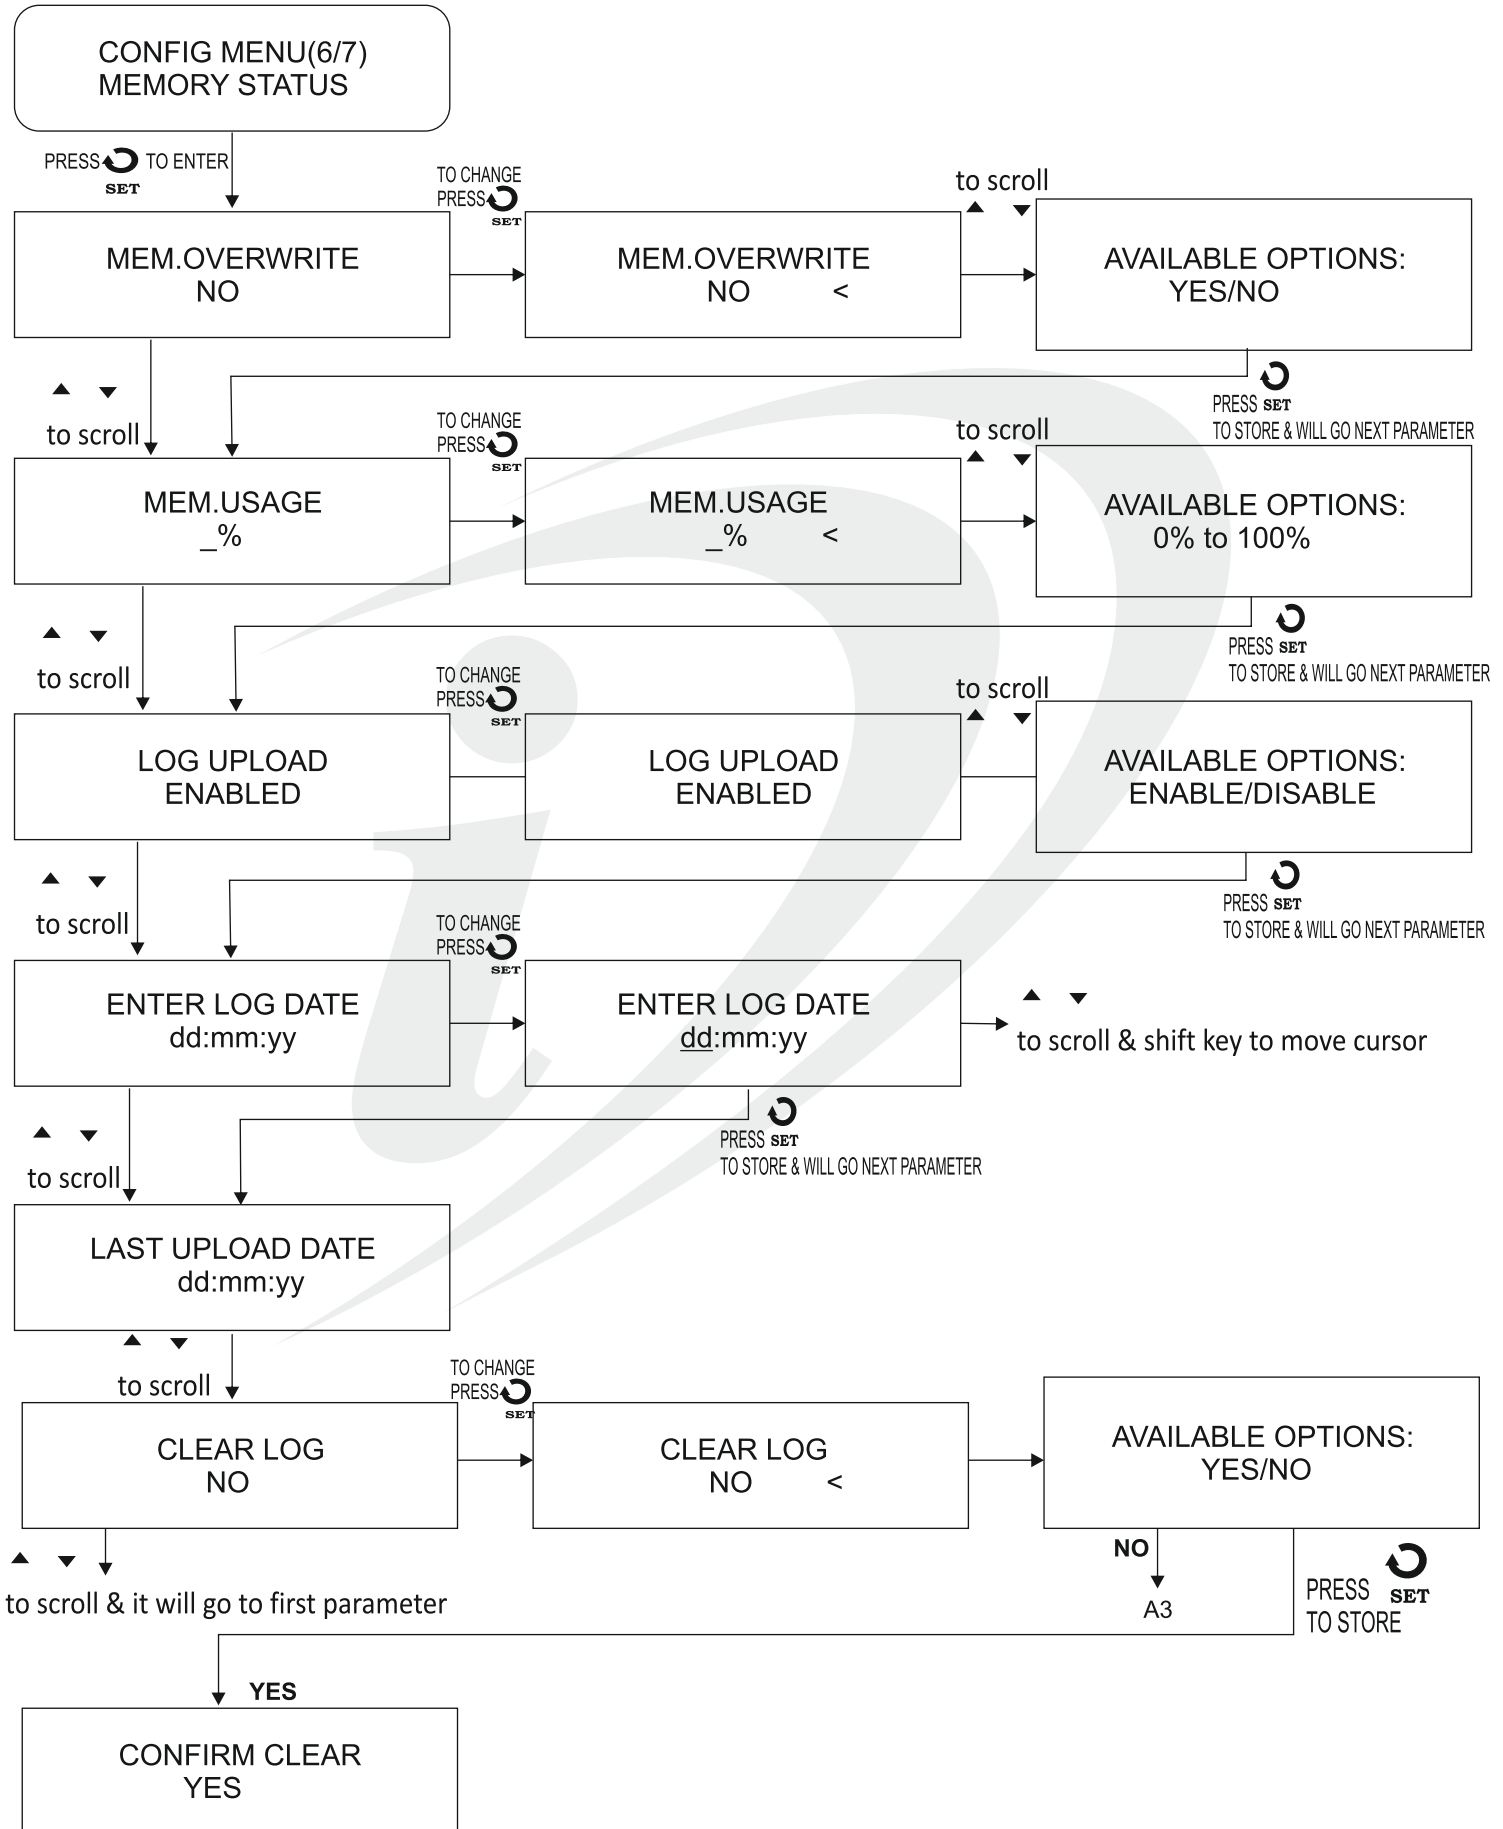 CONFIG MENU(6/7)
MEMORY STATUS
PRESS SET TO ENTER
TO CHANGE
PRESS SET
to scroll
MEM.OVERWRITE
NO
MEM.OVERWRITE
NO <
AVAILABLE OPTIONS:
YES/NO
to scroll
PRESS SET
TO STORE & WILL GO NEXT PARAMETER
TO CHANGE
PRESS SET
to scroll
MEM.USAGE
_%
MEM.USAGE
_% <
AVAILABLE OPTIONS:
0% to 100%
to scroll
PRESS SET
TO STORE & WILL GO NEXT PARAMETER
TO CHANGE
PRESS SET
to scroll
LOG UPLOAD
ENABLED
LOG UPLOAD
ENABLED
AVAILABLE OPTIONS:
ENABLE/DISABLE
to scroll
PRESS SET
TO STORE & WILL GO NEXT PARAMETER
TO CHANGE
PRESS SET
ENTER LOG DATE
dd:mm:yy
ENTER LOG DATE
dd:mm:yy
to scroll & shift key to move cursor
to scroll
PRESS SET
TO STORE & WILL GO NEXT PARAMETER
LAST UPLOAD DATE
dd:mm:yy
to scroll
TO CHANGE
PRESS SET
CLEAR LOG
NO
CLEAR LOG
NO <
AVAILABLE OPTIONS:
YES/NO
to scroll & it will go to first parameter
NO
A3
PRESS SET
TO STORE
YES
CONFIRM CLEAR
YES